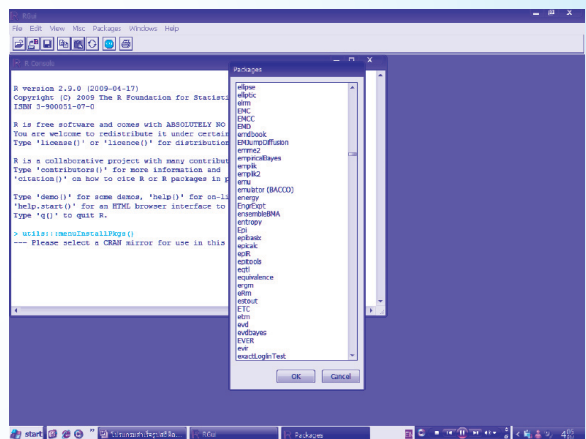 RGui
File Edit View Misc Packages Windows Help
R Console
R version 2.9.0 (2009-04-17)
Copyright (C) 2009 The R Foundation for Statisti
ISBN 3-900051-07-0
R is free software and comes with ABSOLUTELY NO
You are welcome to redistribute it under certain
Type 'license()' or 'licence()' for distribution
R is a collaborative project with many contribut
Type 'contributors()' for more information and
'citation()' on how to cite R or R packages in p
Type 'demo()' for some demos, 'help()' for on-li
'help.start()' for an HTML browser interface to
Type 'q()' to quit R.
> utils:::menuInstallPkgs()
--- Please select a CRAN mirror for use in this
Packages
ellipse
elliptic
elrm
EMC
EMCC
EMD
emdbook
EMJumpDiffusion
emme2
empiricalBayes
emplik
emplik2
emu
emulator (BACCO)
energy
EngrExpt
ensembleBMA
entropy
Epi
epibasix
epicalc
epiR
epitools
eqtl
equivalence
ergm
eRm
estout
ETC
etm
evd
evdbayes
EVER
evir
exactLoglinTest
OK Cancel
start
RGui
Packages
EN